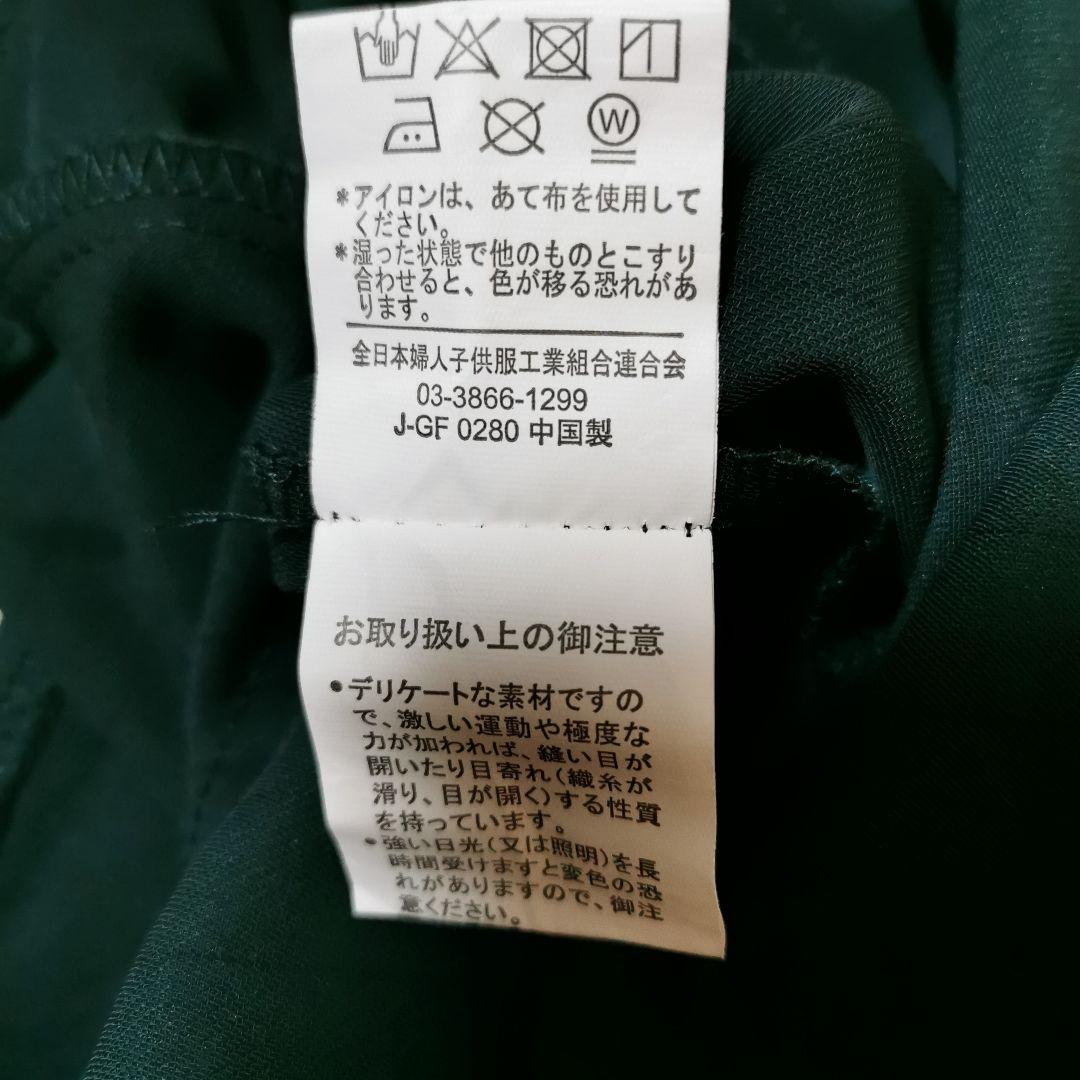 W
*アイロンは、あて布を使用して
ください。
*湿った状態で他のものとこすり
合わせると、色が移る恐れがあ
ります。
全日本婦人子供服工業組合連合会
03-3866-1299
J-GF 0280 中国製
お取り扱い上の御注意
•デリケートな素材ですの
で、激しい運動や極度な
力が加われば、縫い目が
開いたり目寄れ(織糸が
滑り、目が開く)する性質
を持っています。
•強い日光(又は照明)を長
時間受けますと変色の恐
れがありますので、御注
意ください。